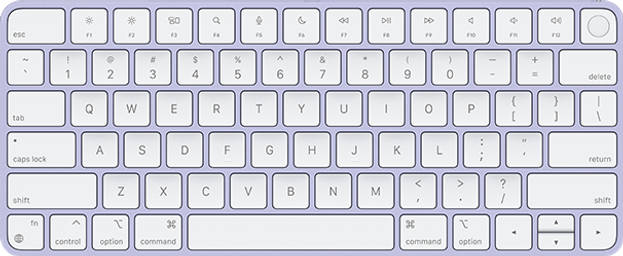 esc F1 F2 F3 F4 F5 F6 F7 F8 F9 F10 F11 F12
~ ! @ # $ % ^ & * ( ) — +
` 1 2 3 4 5 6 7 8 9 0 - = delete
tab Q W E R T Y U I O P { [ } ] | \
caps lock A S D F G H J K L : ; " ' return
shift Z X C V B N M < , > . ? / shift
fn control ⌃ option ⌥ command ⌘ ⌘ command ⌥ option ◀ ▲ ▼ ▶